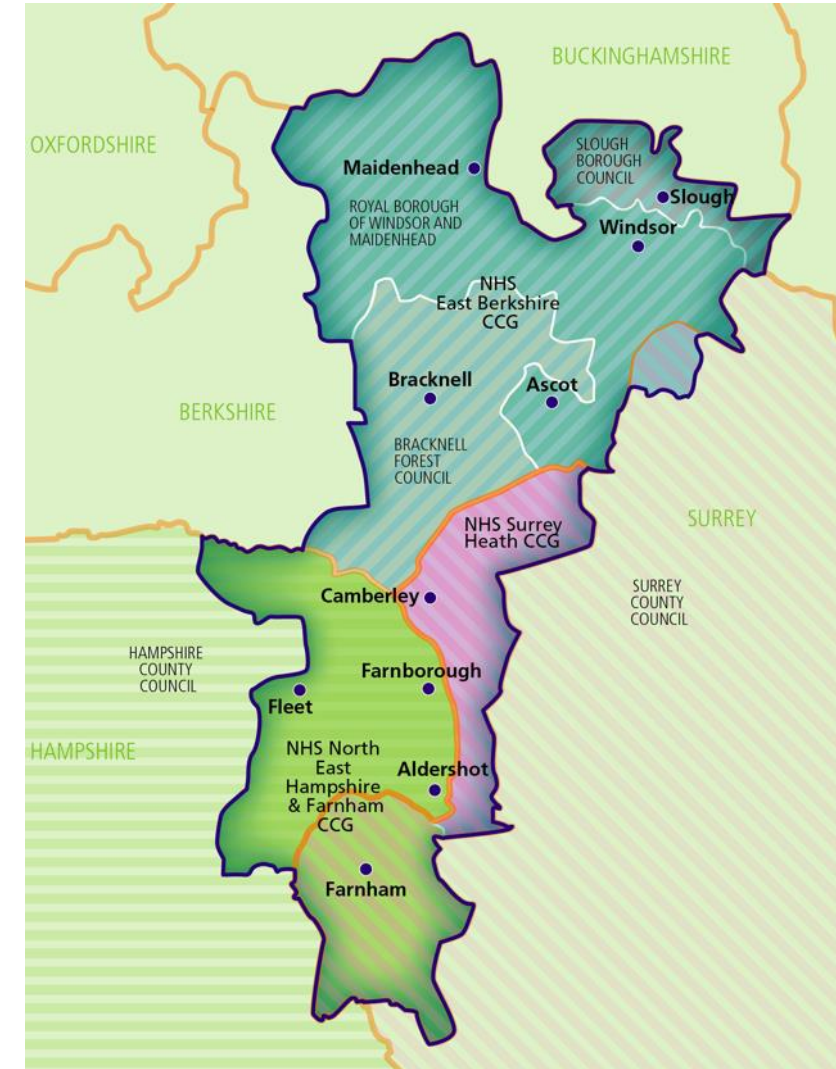 BUCKINGHAMSHIRE
OXFORDSHIRE
SLOUGH
BOROUGH
COUNCIL
Maidenhead
Slough
ROYAL BOROUGH
OF WINDSOR AND
MAIDENHEAD
Windsor
NHS
East Berkshire
CCG
Bracknell
Ascot
BERKSHIRE
BRACKNELL
FOREST
COUNCIL
NHS Surrey
Heath CCG
SURREY
Camberley
SURREY
COUNTY
COUNCIL
HAMPSHIRE
COUNTY
COUNCIL
Farnborough
Fleet
HAMPSHIRE
NHS North
East
Hampshire
& Farnham
CCG
Aldershot
Farnham